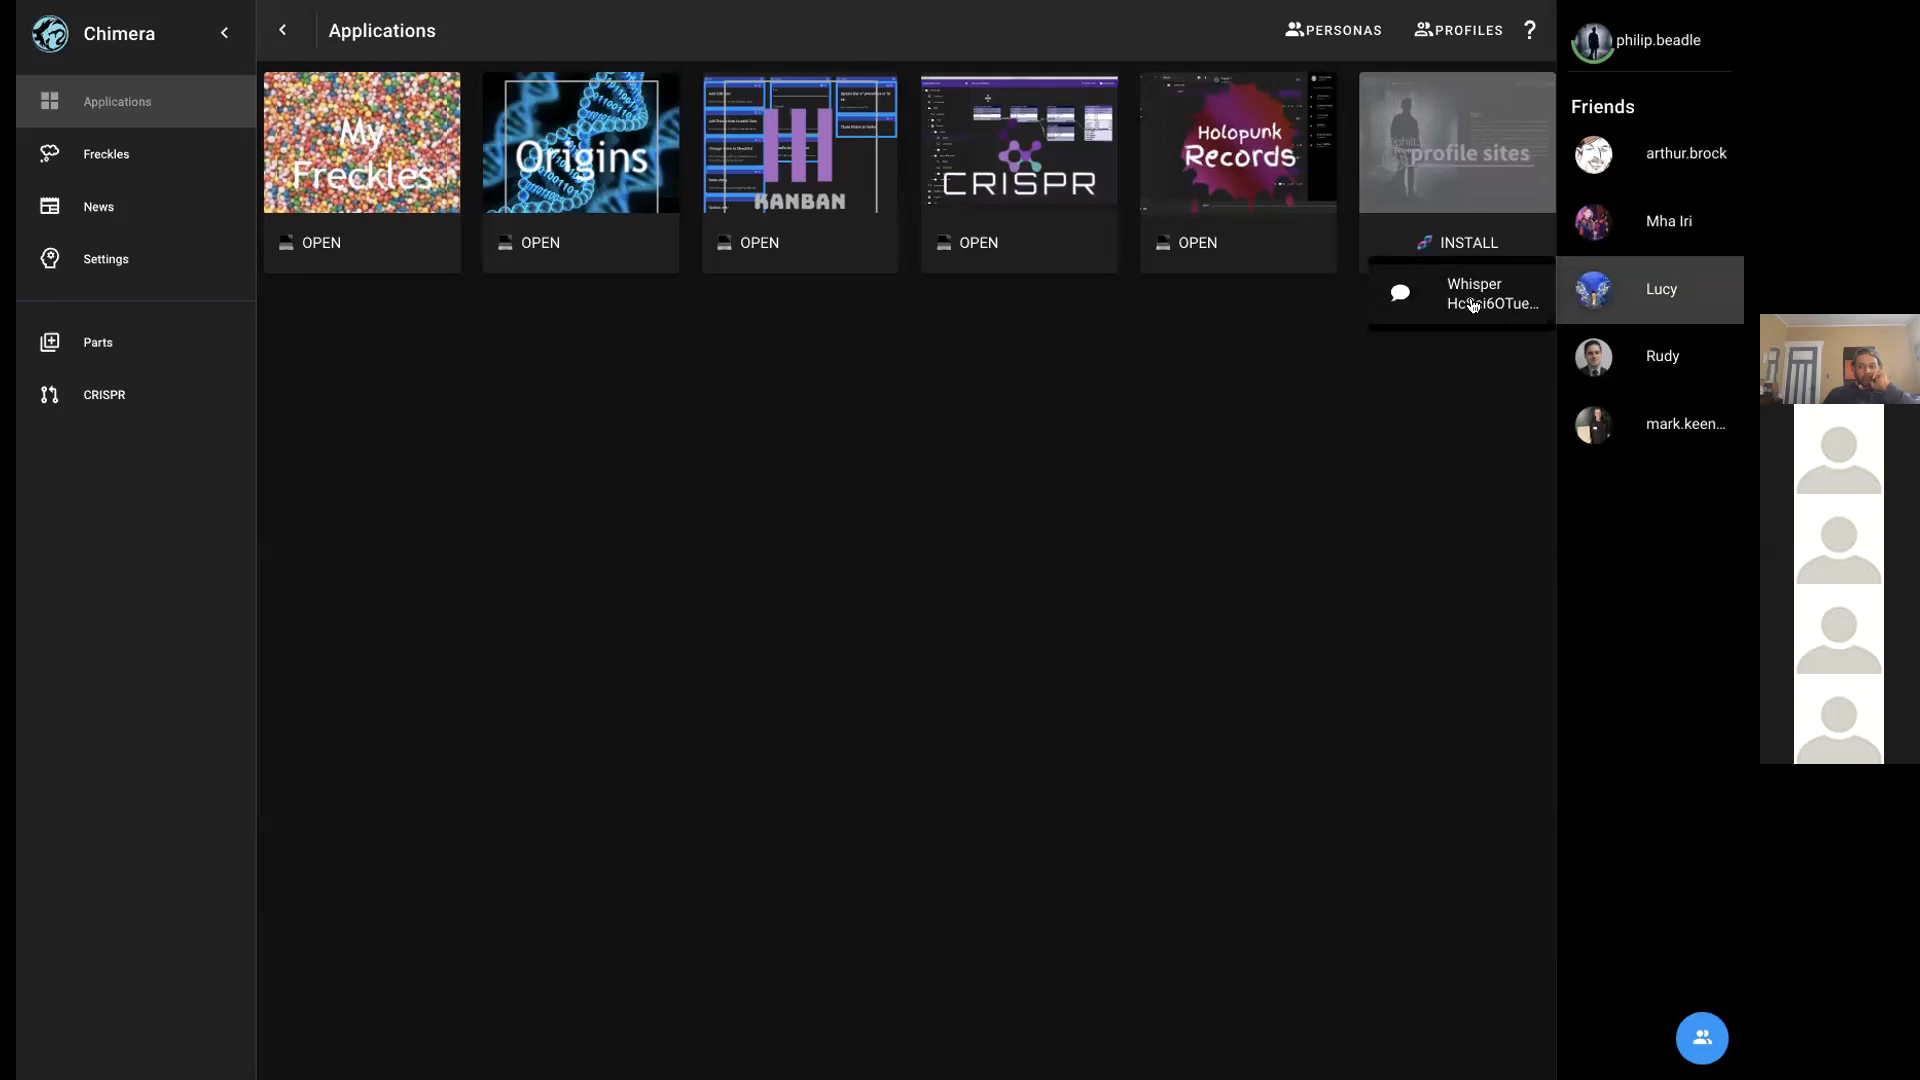 Chimera
Applications
Freckles
News
Settings
Parts
CRISPR
Applications
PERSONAS
PROFILES
?
My
Freckles
OPEN
Origins
OPEN
KANBAN
OPEN
CRISPR
OPEN
Holopunk
Records
OPEN
profile sites
INSTALL
Whisper
philip.beadle
Friends
arthur.brock
Mha Iri
Lucy
Rudy
mark.keen...